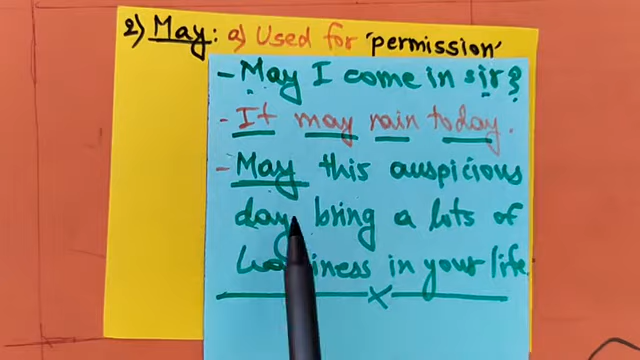 2) May: a) Used for 'permission'
- May I come in sir?
- It may rain today.
- May this auspicious
day bring a lots of
in your life